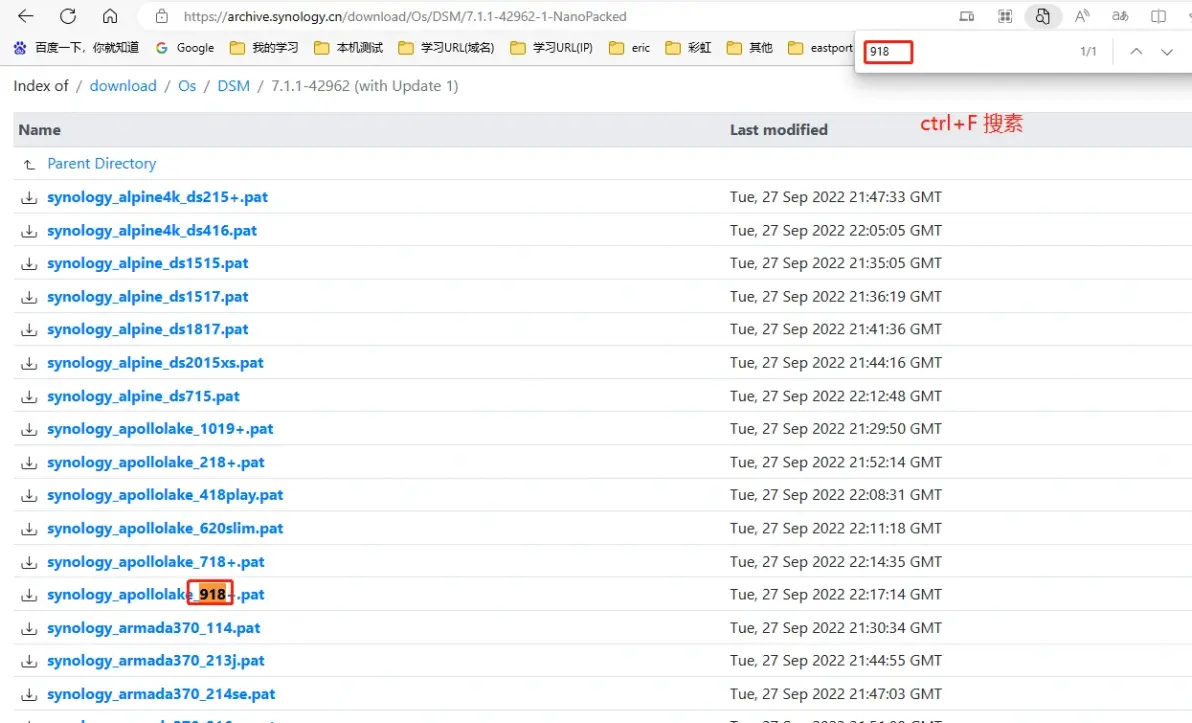 https://archive.synology.cn/download/Os/DSM/7.1.1-42962-1-NanoPacked
百度一下，你就知道 Google 我的学习 本机测试 学习URL(域名) 学习URL(IP) eric 彩虹 其他 eastport
918 1/1
Index of / download / Os / DSM / 7.1.1-42962 (with Update 1)
ctrl+F 搜素
Name Last modified
Parent Directory
synology_alpine4k_ds215+.pat Tue, 27 Sep 2022 21:47:33 GMT
synology_alpine4k_ds416.pat Tue, 27 Sep 2022 22:05:05 GMT
synology_alpine_ds1515.pat Tue, 27 Sep 2022 21:35:05 GMT
synology_alpine_ds1517.pat Tue, 27 Sep 2022 21:36:19 GMT
synology_alpine_ds1817.pat Tue, 27 Sep 2022 21:41:36 GMT
synology_alpine_ds2015xs.pat Tue, 27 Sep 2022 21:44:16 GMT
synology_alpine_ds715.pat Tue, 27 Sep 2022 22:12:48 GMT
synology_apollolake_1019+.pat Tue, 27 Sep 2022 21:29:50 GMT
synology_apollolake_218+.pat Tue, 27 Sep 2022 21:52:14 GMT
synology_apollolake_418play.pat Tue, 27 Sep 2022 22:08:31 GMT
synology_apollolake_620slim.pat Tue, 27 Sep 2022 22:11:18 GMT
synology_apollolake_718+.pat Tue, 27 Sep 2022 22:14:35 GMT
synology_apollolake_918+.pat Tue, 27 Sep 2022 22:17:14 GMT
synology_armada370_114.pat Tue, 27 Sep 2022 21:30:34 GMT
synology_armada370_213j.pat Tue, 27 Sep 2022 21:44:55 GMT
synology_armada370_214se.pat Tue, 27 Sep 2022 21:47:03 GMT